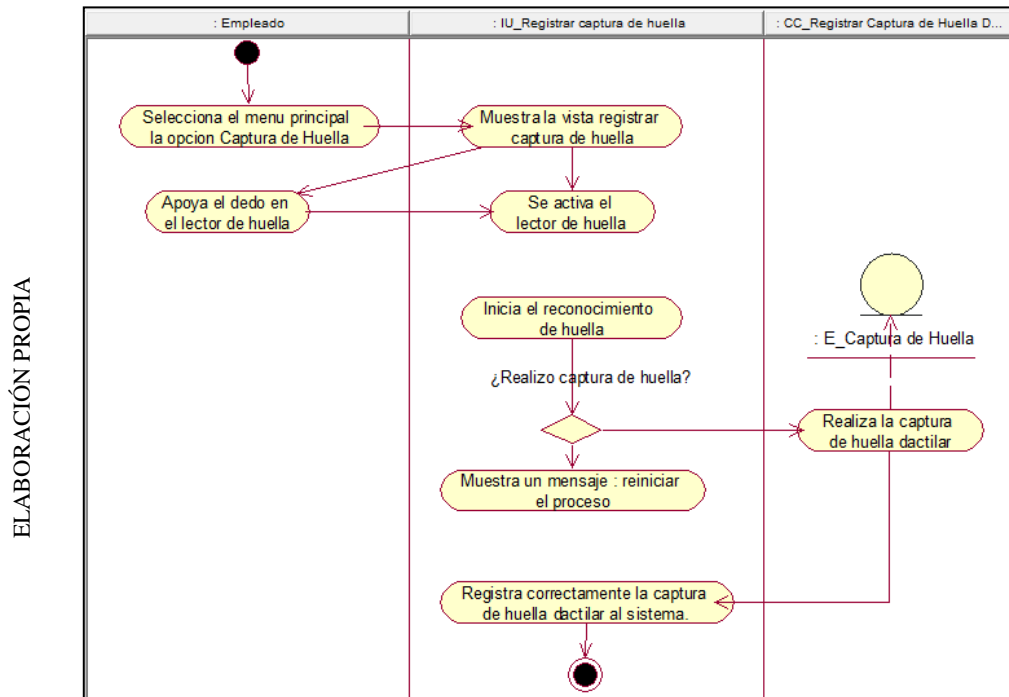 : Empleado
: IU_Registrar captura de huella
: CC_Registrar Captura de Huella D...
Selecciona el menu principal
la opcion Captura de Huella
Muestra la vista registrar
captura de huella
Apoya el dedo en
el lector de huella
Se activa el
lector de huella
Inicia el reconocimiento
de huella
: E_Captura de Huella
¿Realizo captura de huella?
Realiza la captura
de huella dactilar
Muestra un mensaje : reiniciar
el proceso
Registra correctamente la captura
de huella dactilar al sistema.
ELABORACIÓN PROPIA